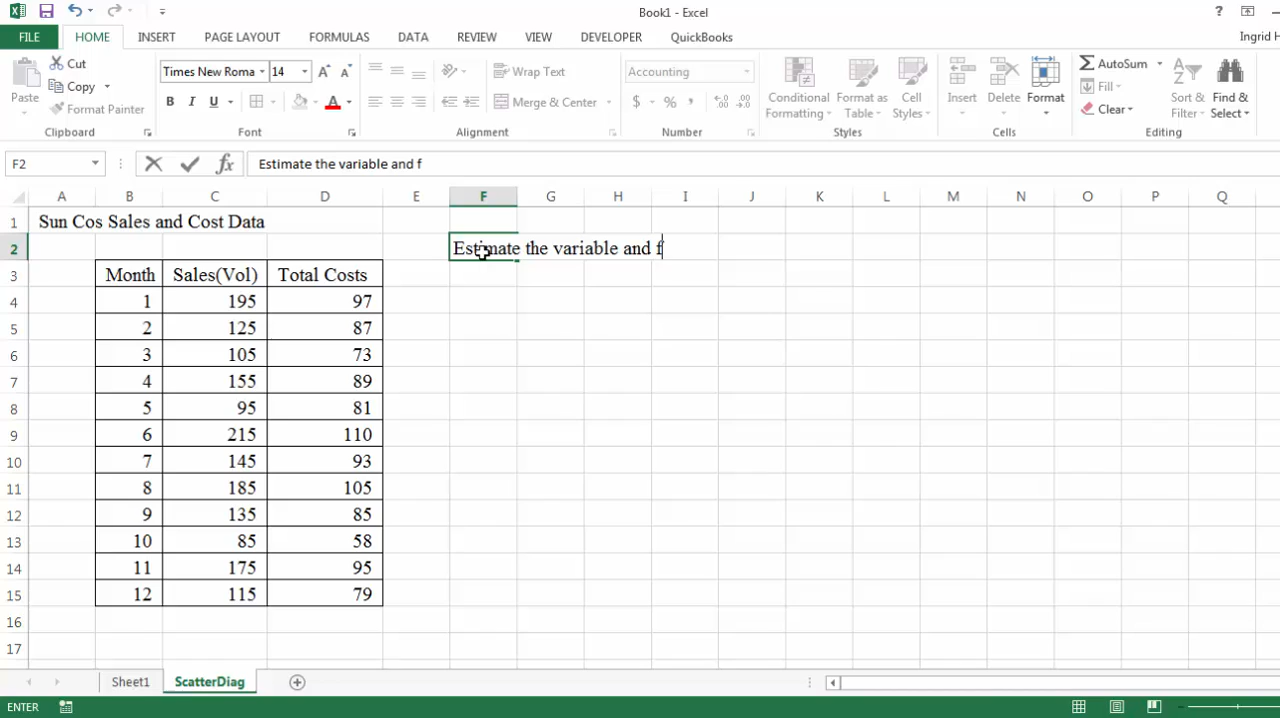 Book1 - Excel
?
FILE HOME INSERT PAGE LAYOUT FORMULAS DATA REVIEW VIEW DEVELOPER QuickBooks Ingrid H
Paste Cut Copy Format Painter Clipboard
Times New Roma 14 A A B I U A Font
Wrap Text Merge & Center Alignment
Accounting $ % , Number
Conditional Formatting Format as Table Cell Styles Styles
Insert Delete Format Cells
AutoSum Fill Clear Sort & Filter Find & Select Editing
F2 fx Estimate the variable and f
A B C D E F G H I J K L M N O P Q
1 Sun Cos Sales and Cost Data
2 Estimate the variable and f
3 Month Sales(Vol) Total Costs
4 1 195 97
5 2 125 87
6 3 105 73
7 4 155 89
8 5 95 81
9 6 215 110
10 7 145 93
11 8 185 105
12 9 135 85
13 10 85 58
14 11 175 95
15 12 115 79
16
17
Sheet1 ScatterDiag
ENTER